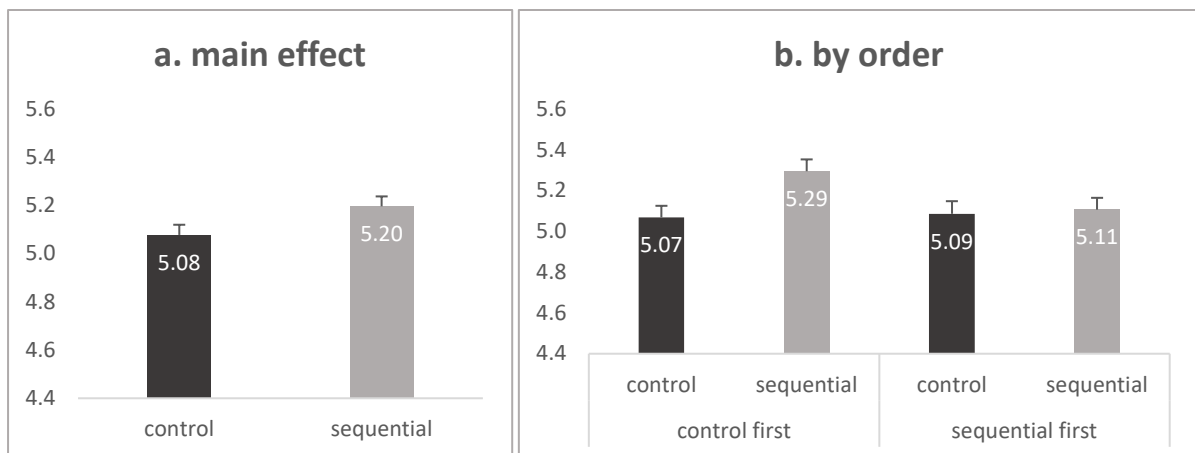 a. main effect
5.6
5.4
5.2
5.0
4.8
4.6
4.4
5.08
5.20
control
sequential
b. by order
5.6
5.4
5.2
5.0
4.8
4.6
4.4
5.07
5.29
5.09
5.11
control
sequential
control
sequential
control first
sequential first